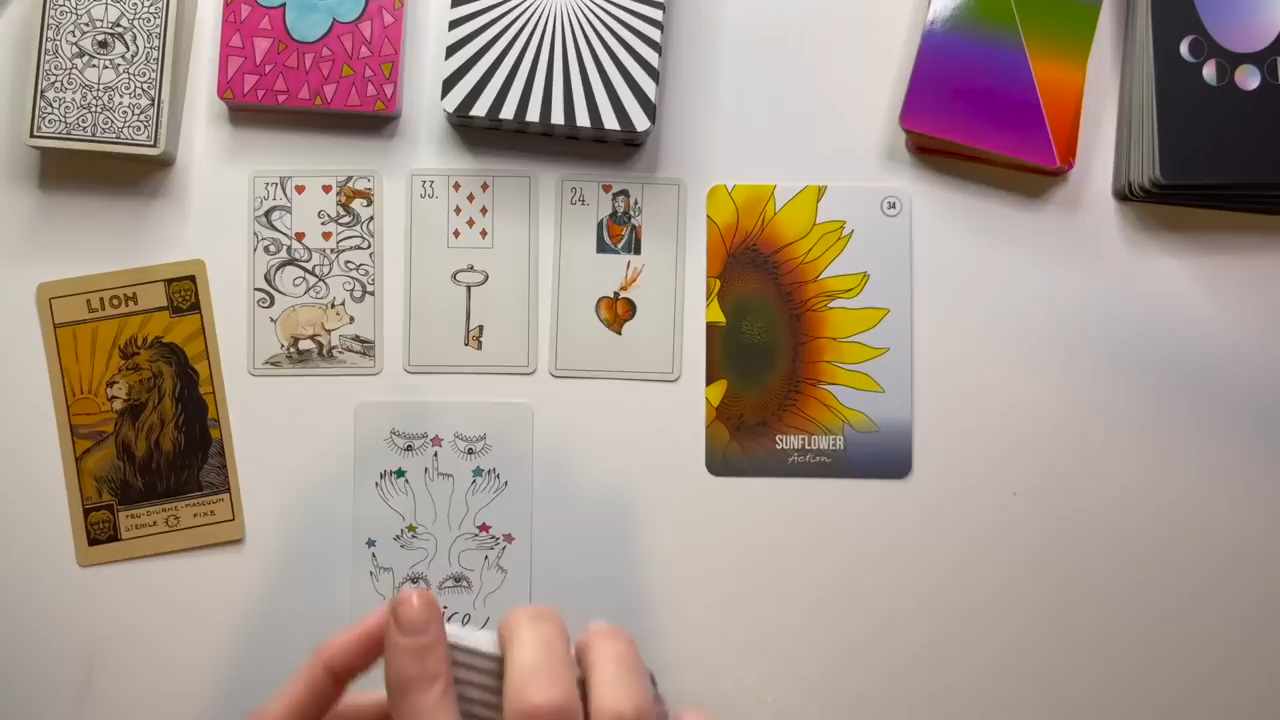 37.
33.
24.
34
LION
FEU-DIURNE-MASCULIN
STERILE FIXE
SUNFLOWER
Action